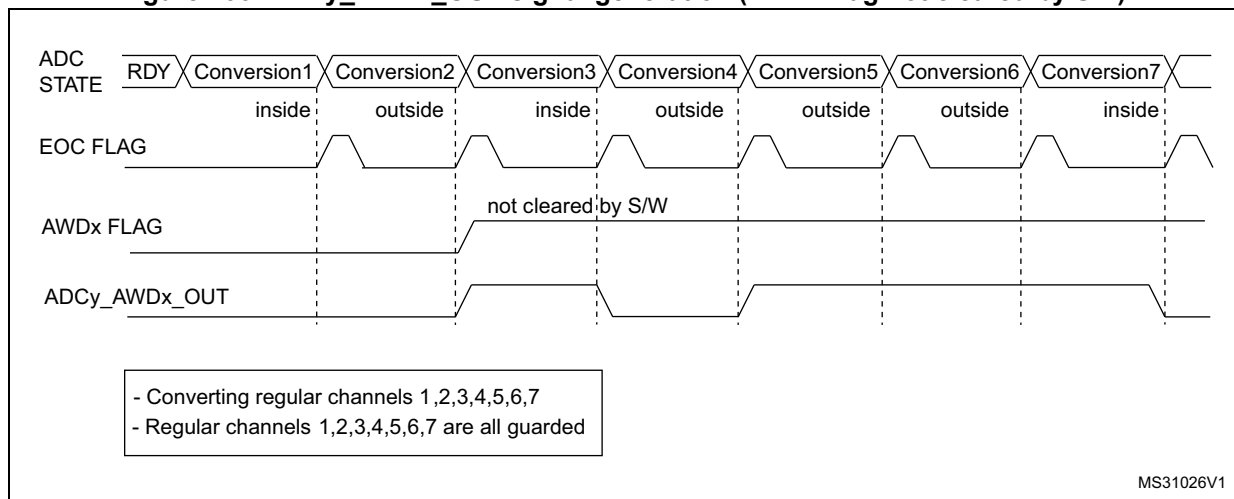 ADC STATE
RDY Conversion1 Conversion2 Conversion3 Conversion4 Conversion5 Conversion6 Conversion7
inside outside inside outside outside outside inside
EOC FLAG
not cleared by S/W
AWDx FLAG
ADCy_AWDx_OUT
- Converting regular channels 1,2,3,4,5,6,7
- Regular channels 1,2,3,4,5,6,7 are all guarded
MS31026V1